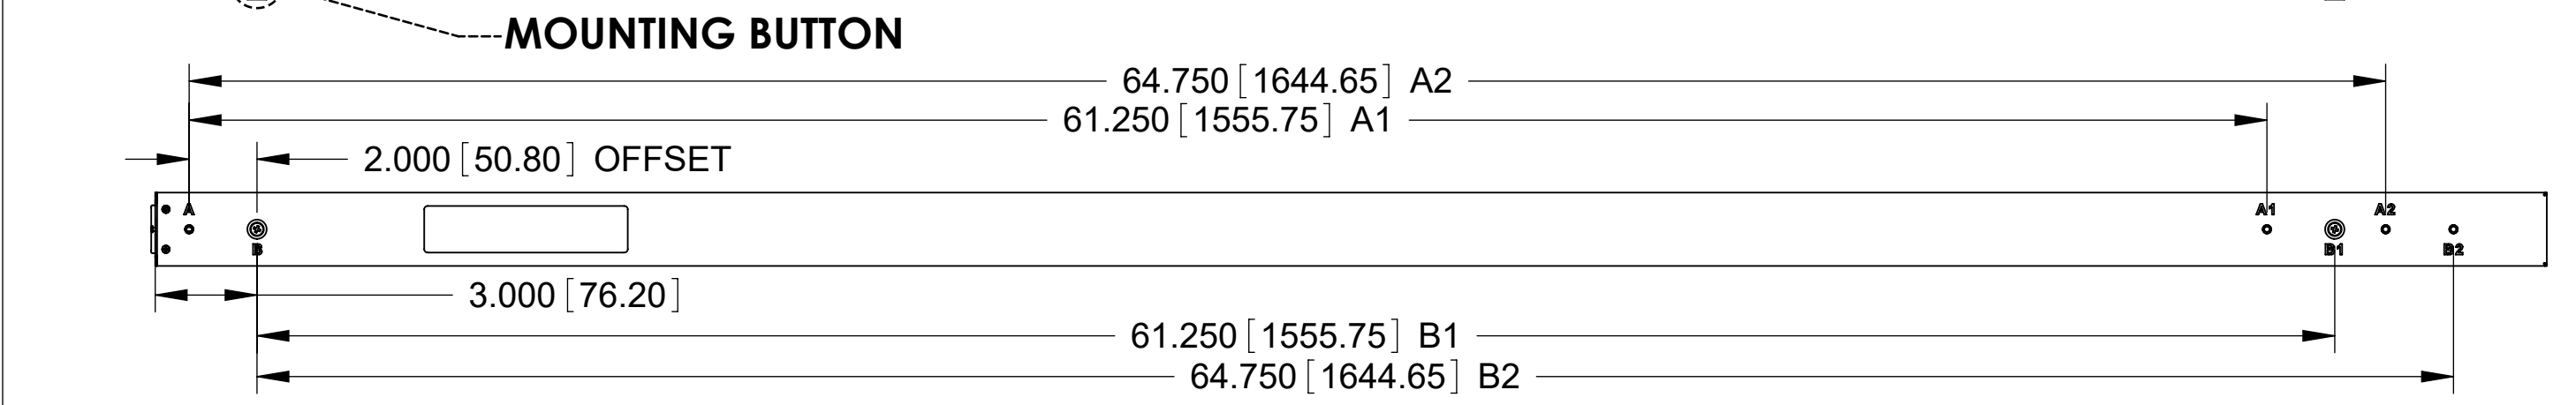 MOUNTING BUTTON
64.750 [1644.65] A2
61.250 [1555.75] A1
2.000 [50.80] OFFSET
A A1 A2
B B1 B2
3.000 [76.20]
61.250 [1555.75] B1
64.750 [1644.65] B2